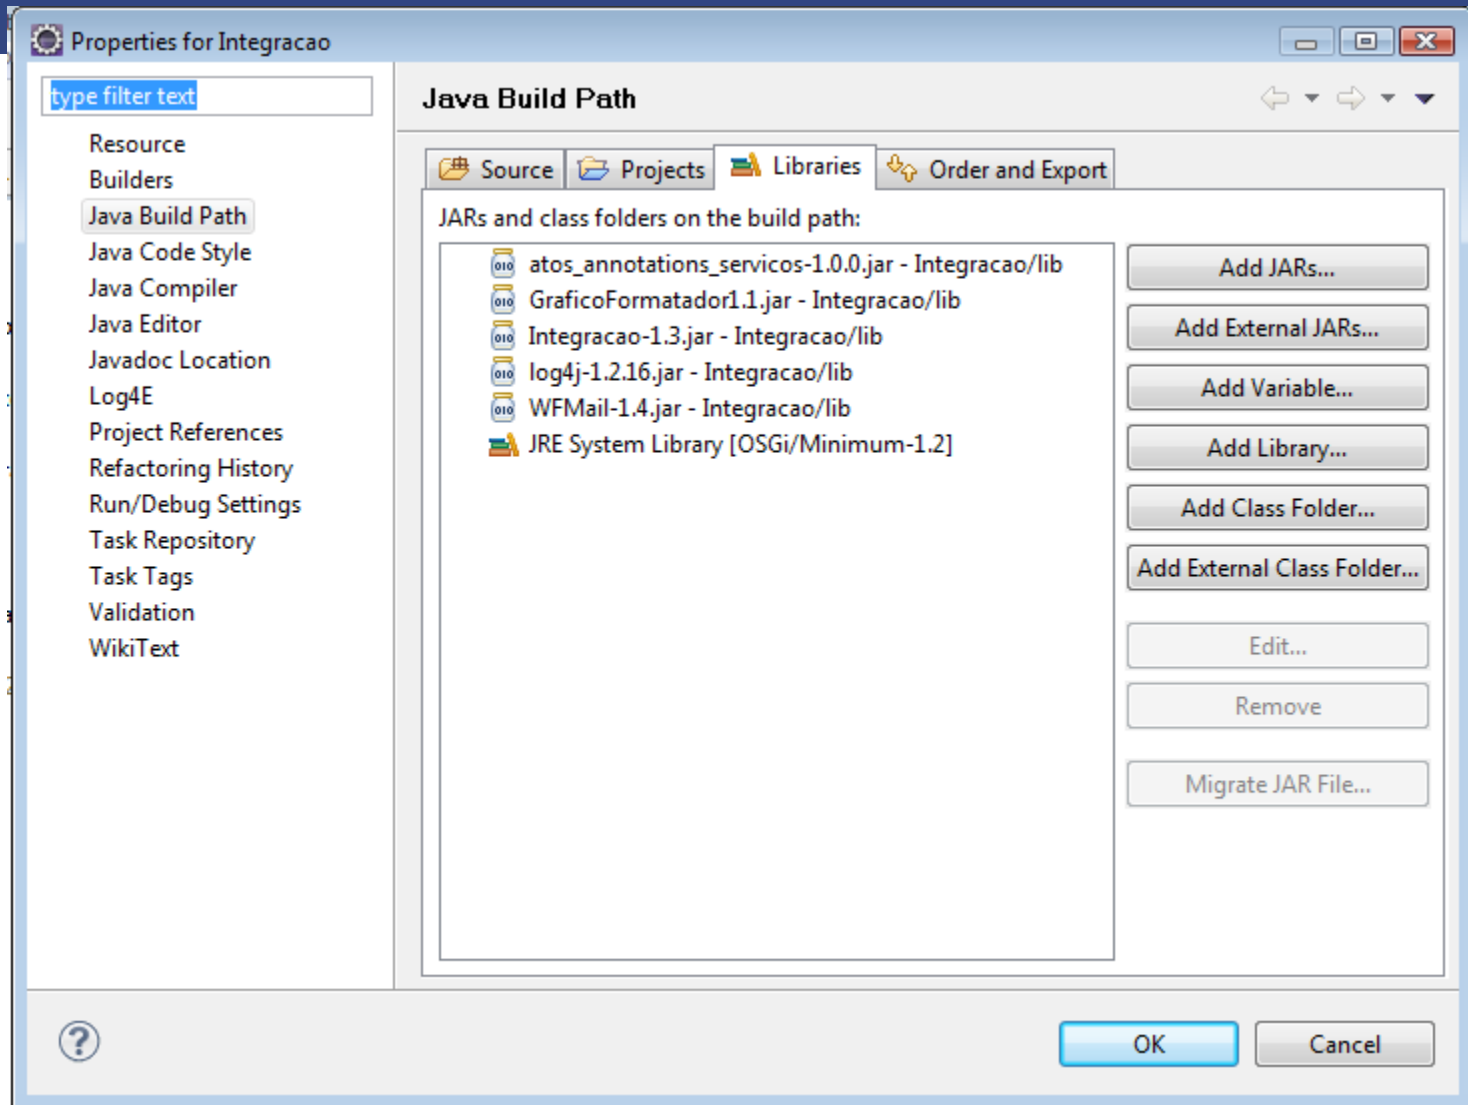 Properties for Integracao
type filter text
Resource
Builders
Java Build Path
Java Code Style
Java Compiler
Java Editor
Javadoc Location
Log4E
Project References
Refactoring History
Run/Debug Settings
Task Repository
Task Tags
Validation
WikiText
Java Build Path
Source Projects Libraries Order and Export
JARs and class folders on the build path:
atos_annotations_servicos-1.0.0.jar - Integracao/lib
GraficoFormatador1.1.jar - Integracao/lib
Integracao-1.3.jar - Integracao/lib
log4j-1.2.16.jar - Integracao/lib
WFMail-1.4.jar - Integracao/lib
JRE System Library [OSGi/Minimum-1.2]
Add JARs...
Add External JARs...
Add Variable...
Add Library...
Add Class Folder...
Add External Class Folder...
Edit...
Remove
Migrate JAR File...
OK Cancel